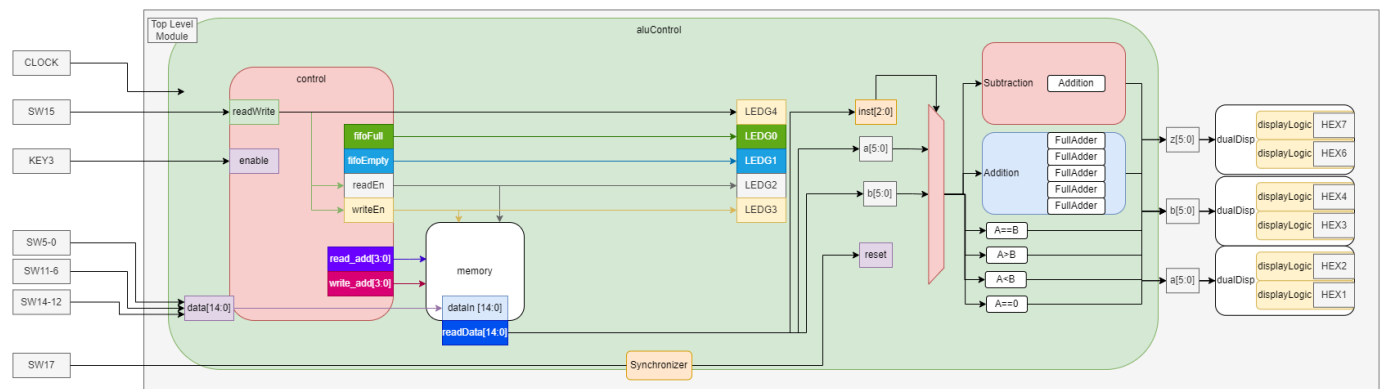 Top Level
Module
aluControl
CLOCK
SW15
KEY3
SW5-0
SW11-6
SW14-12
SW17
control
readWrite
enable
fifoFull
fifoEmpty
readEn
writeEn
read_add[3:0]
write_add[3:0]
data[14:0]
memory
dataIn [14:0]
readData[14:0]
Synchronizer
LEDG4
LEDG0
LEDG1
LEDG2
LEDG3
inst[2:0]
a[5:0]
b[5:0]
reset
Subtraction
Addition
Addition
FullAdder
FullAdder
FullAdder
FullAdder
FullAdder
A==B
A>B
A<B
A==0
z[5:0]
b[5:0]
a[5:0]
dualDisp
displayLogic HEX7
displayLogic HEX6
dualDisp
displayLogic HEX4
displayLogic HEX3
dualDisp
displayLogic HEX2
displayLogic HEX1